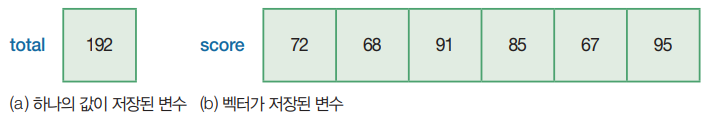 total 192 score 72 68 91 85 67 95
(a) 하나의 값이 저장된 변수 (b) 벡터가 저장된 변수